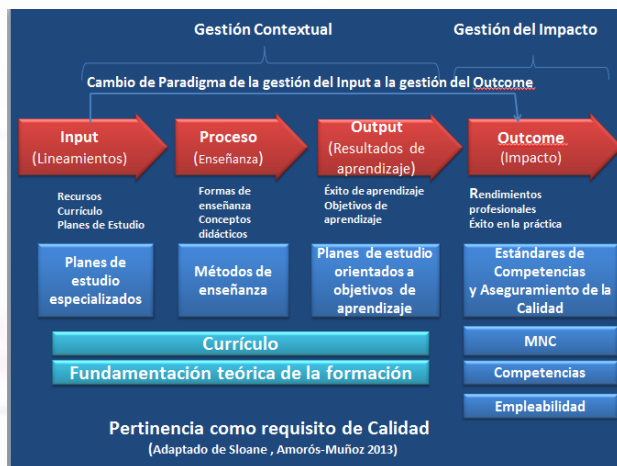 Gestión Contextual
Gestión del Impacto
Cambio de Paradigma de la gestión del Input a la gestión del Outcome
Input
(Lineamientos)
Proceso
(Enseñanza)
Output
(Resultados de
aprendizaje)
Outcome
(Impacto)
Recursos
Currículo
Planes de Estudio
Formas de
enseñanza
Conceptos
didácticos
Éxito de aprendizaje
Objetivos de
aprendizaje
Rendimientos
profesionales
Éxito en la práctica
Planes de
estudio
especializados
Métodos de
enseñanza
Planes de estudio
orientados a
objetivos de
aprendizaje
Estándares de
Competencias
y Aseguramiento de la
Calidad
Currículo
MNC
Fundamentación teórica de la formación
Competencias
Empleabilidad
Pertinencia como requisito de Calidad
(Adaptado de Sloane , Amorós-Muñoz 2013)